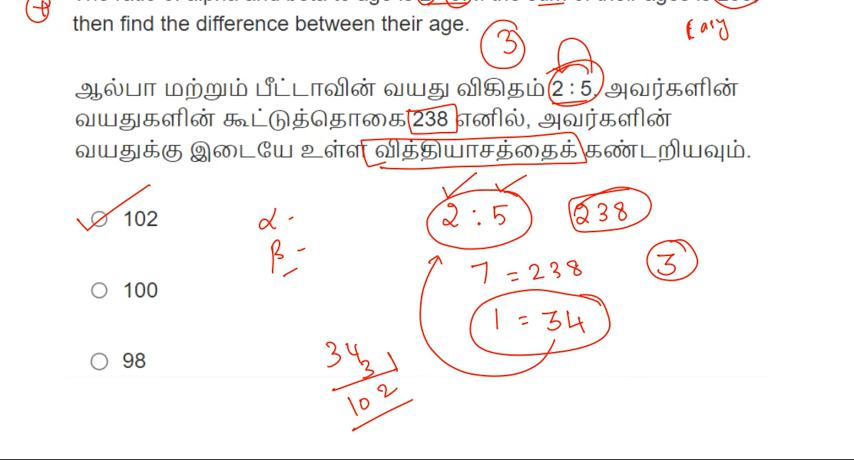 then find the difference between their age.
Easy
3
ஆல்பா மற்றும் பீட்டாவின் வயது விகிதம் 2 : 5, அவர்களின்
வயதுகளின் கூட்டுத்தொகை 238 எனில், அவர்களின்
வயதுக்கு இடையே உள்ள வித்தியாசத்தைக் கண்டறியவும்.
102
α -
2 : 5
238
β -
7 = 238
3
100
1 = 34
34
3
98
102